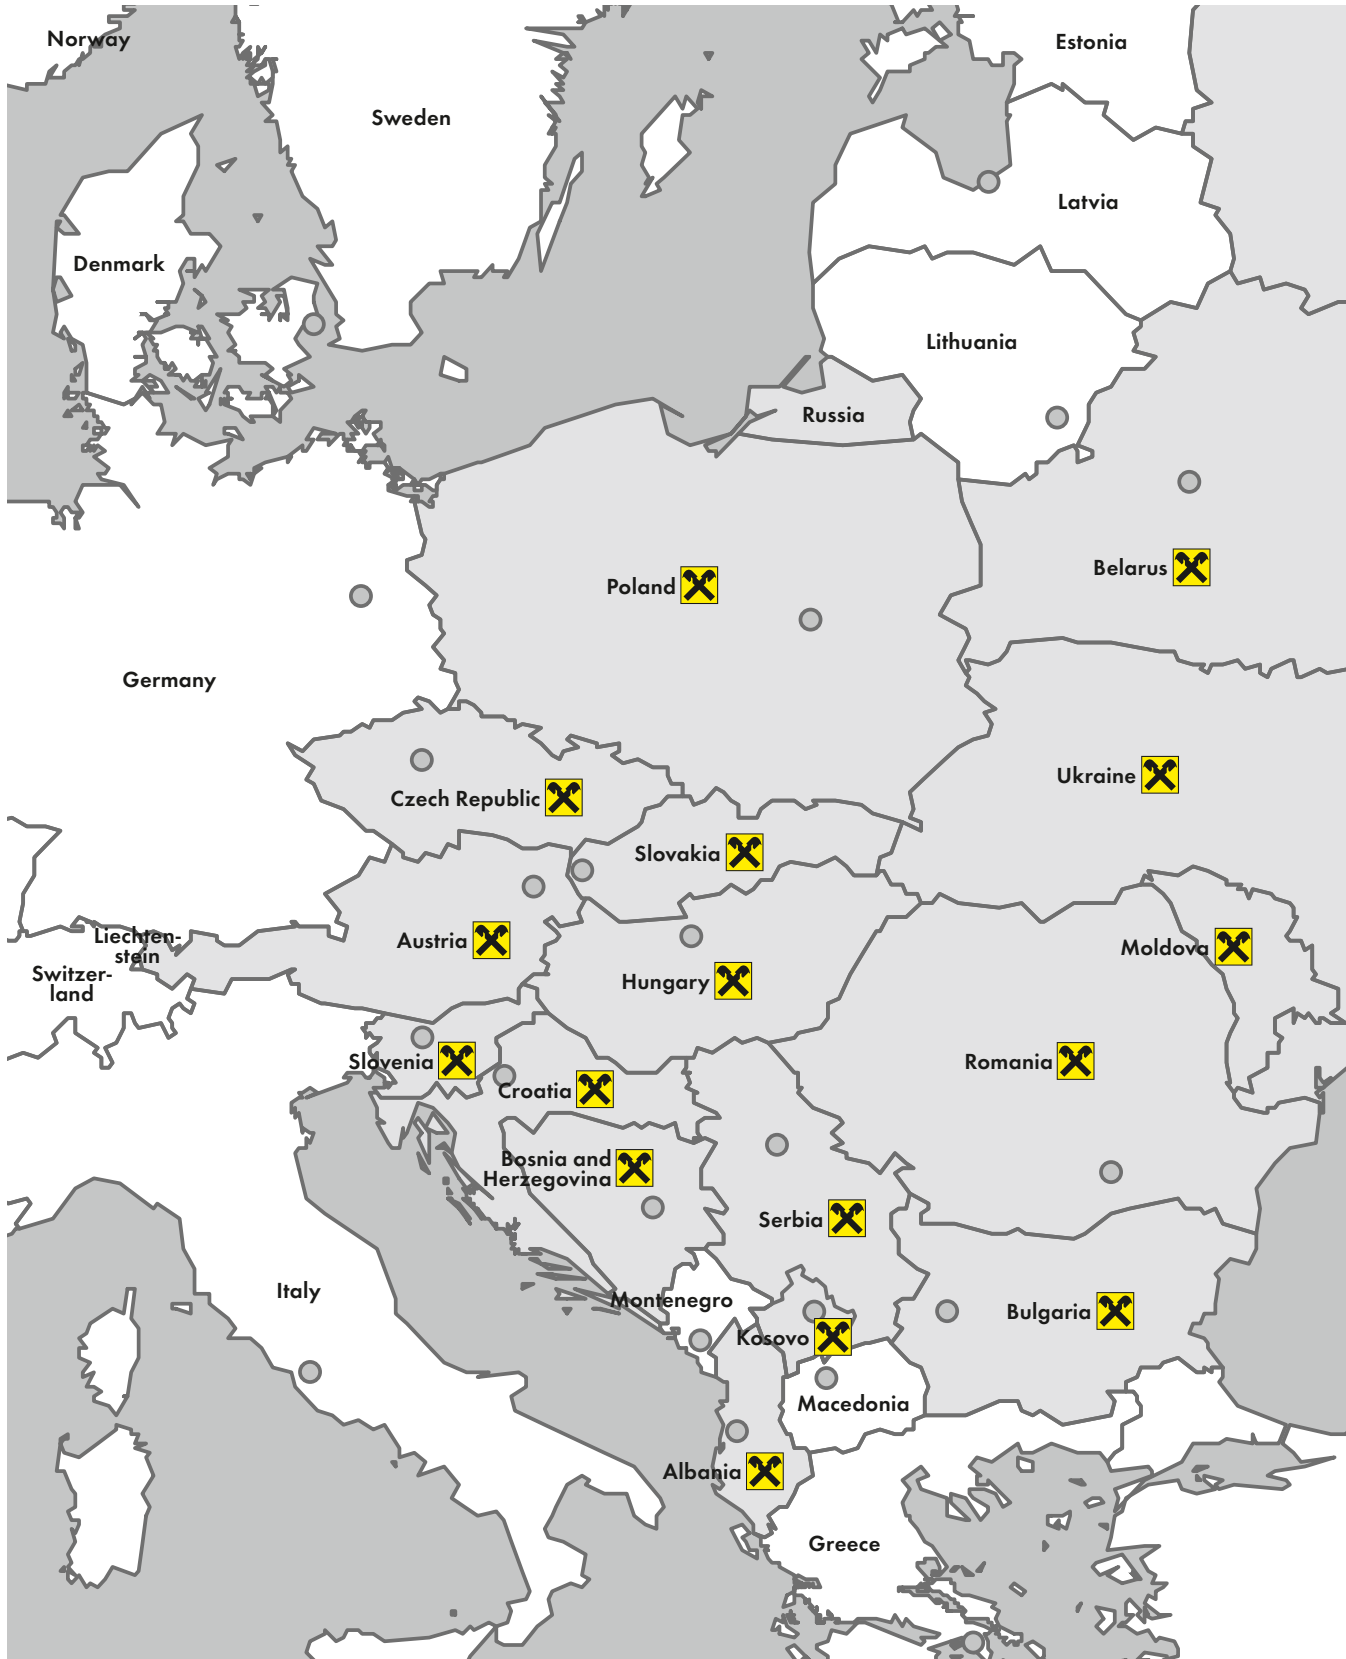 Norway
Estonia
Sweden
Latvia
Denmark
Lithuania
Russia
Belarus
Poland
Germany
Ukraine
Czech Republic
Slovakia
Liechten-
stein
Austria
Moldova
Switzer-
land
Hungary
Slovenia
Romania
Croatia
Bosnia and
Herzegovina
Serbia
Italy
Montenegro
Bulgaria
Kosovo
Macedonia
Albania
Greece